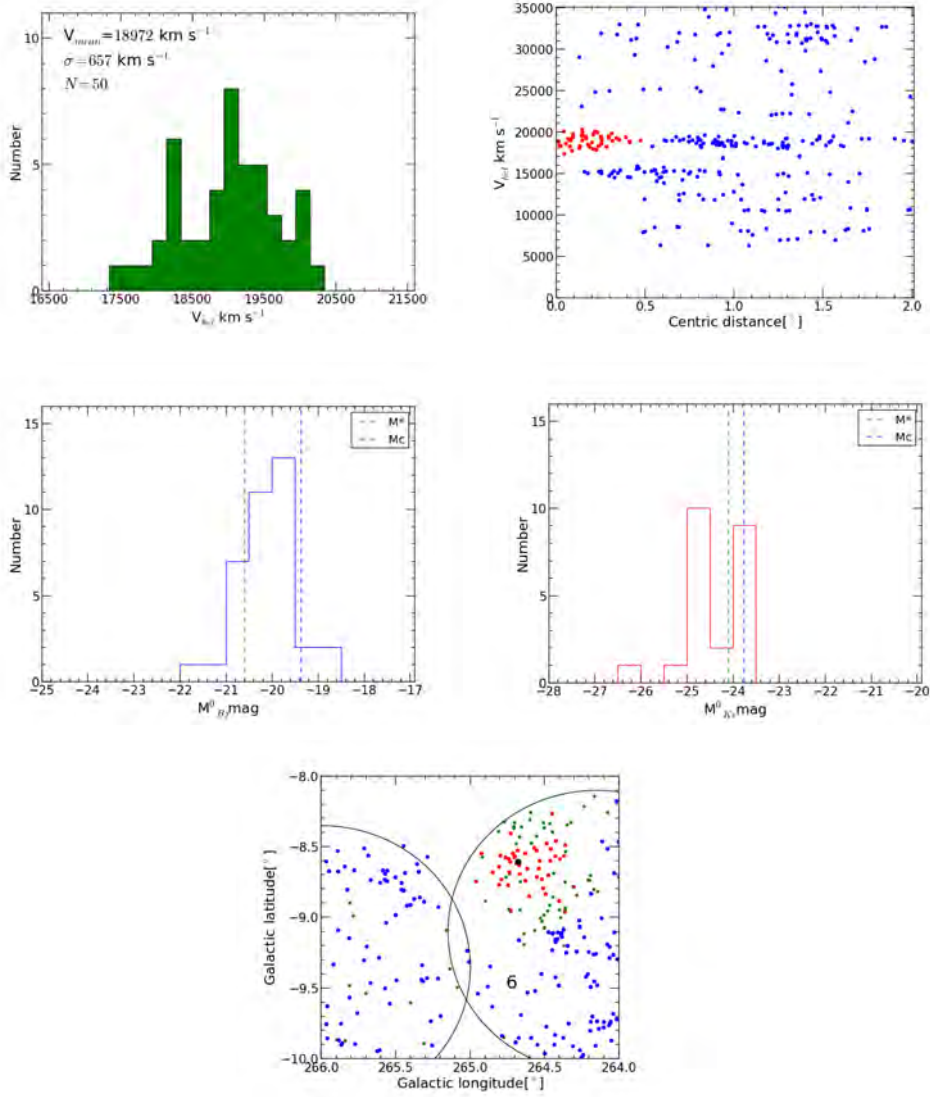 V_mean=18972 km s⁻¹
σ=657 km s⁻¹
N=50
Number
10
5
0
16500 17500 18500 19500 20500 21500
V_hel km s⁻¹
V_hel km s⁻¹
35000
30000
25000
20000
15000
10000
5000
0
0.0 0.5 1.0 1.5 2.0
Centric distance[°]
M*
Mc
Number
15
10
5
0
−25 −24 −23 −22 −21 −20 −19 −18 −17
M⁰_BJ mag
M*
Mc
Number
15
10
5
0
−28 −27 −26 −25 −24 −23 −22 −21 −20
M⁰_Ks mag
Galactic latitude[°]
−8.0
−8.5
−9.0
−9.5
−10.0
6
266.0 265.5 265.0 264.5 264.0
Galactic longitude[°]